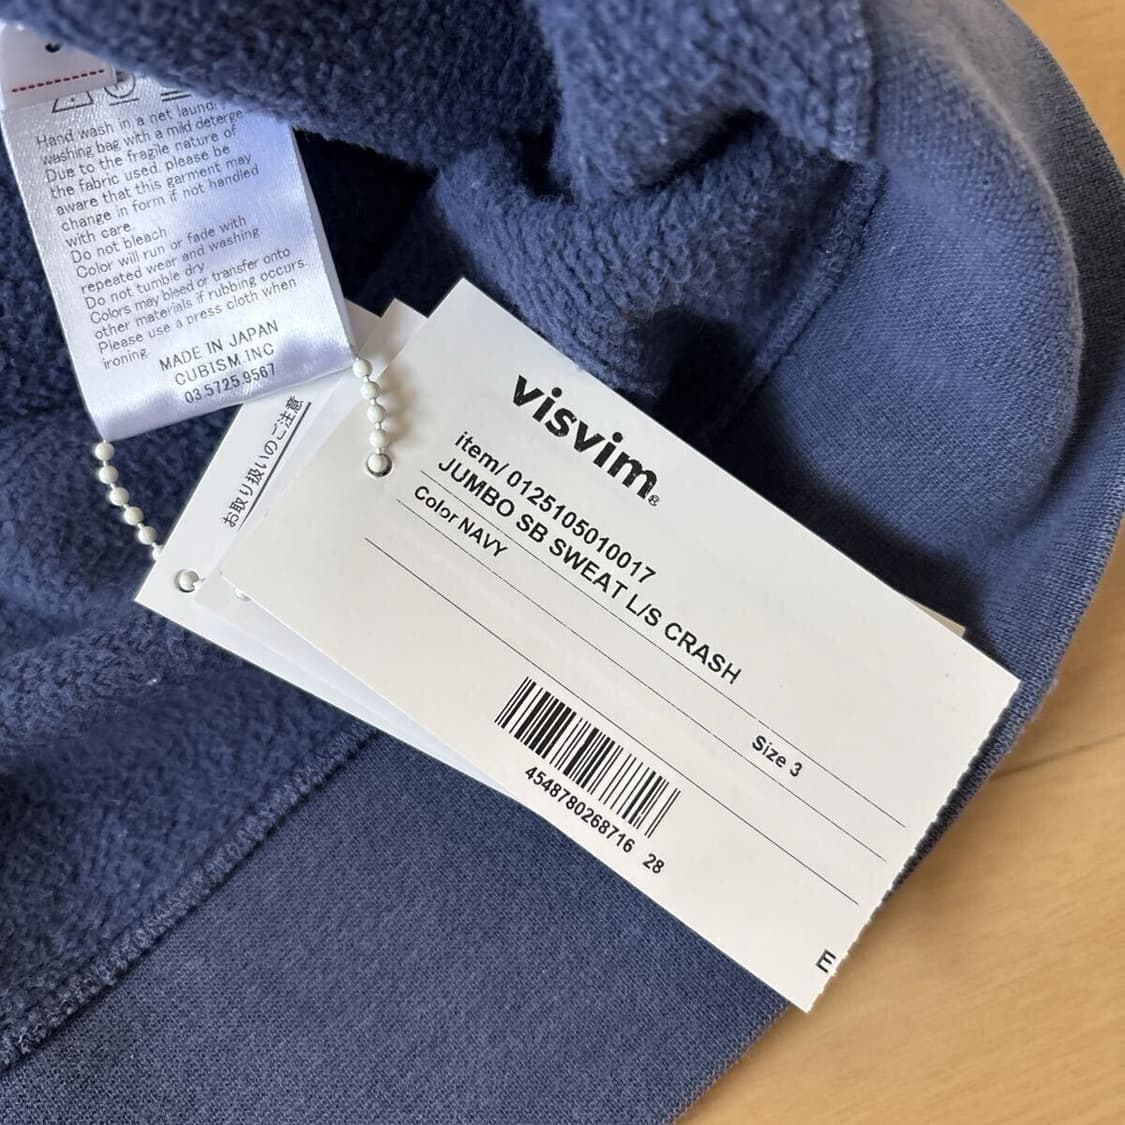 Hand wash in a net laund
washing bag with a mild deterge
Due to the fragile nature of
the fabric used, please be
aware that this garment may
change in form if not handled
with care.
Do not bleach
Color will run or fade with
repeated wear and washing
Do not tumble dry
Colors may bleed or transfer onto
other materials if rubbing occurs.
Please use a press cloth when
ironing.
MADE IN JAPAN
CUBISM.INC
03.5725.9567
お取り扱いのご注意
visvim®
item/ 0125105010017
JUMBO SB SWEAT L/S CRASH
Color NAVY
Size 3
4548780268716 28
E